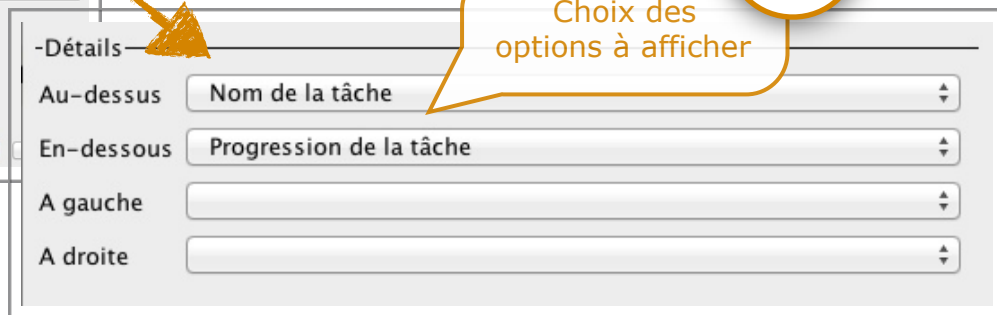 Choix des
options à afficher
-Détails
Au-dessus Nom de la tâche
En-dessous Progression de la tâche
A gauche
A droite